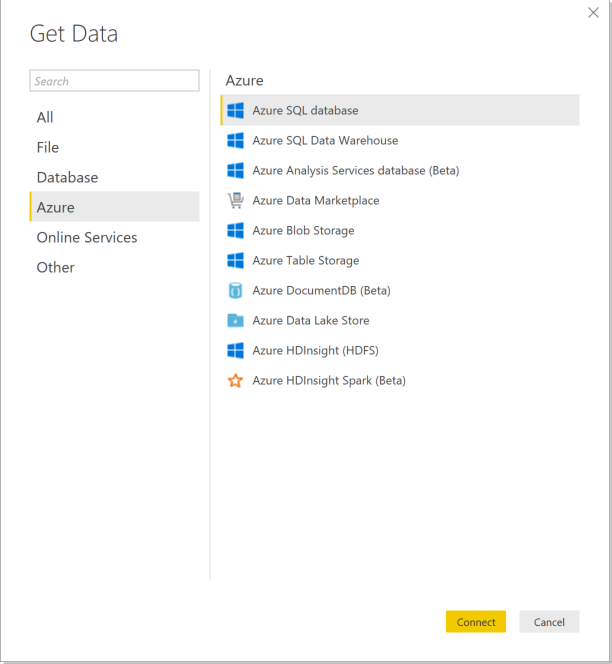 Get Data
Search
All
File
Database
Azure
Online Services
Other
Azure
Azure SQL database
Azure SQL Data Warehouse
Azure Analysis Services database (Beta)
Azure Data Marketplace
Azure Blob Storage
Azure Table Storage
Azure DocumentDB (Beta)
Azure Data Lake Store
Azure HDInsight (HDFS)
Azure HDInsight Spark (Beta)
Connect
Cancel